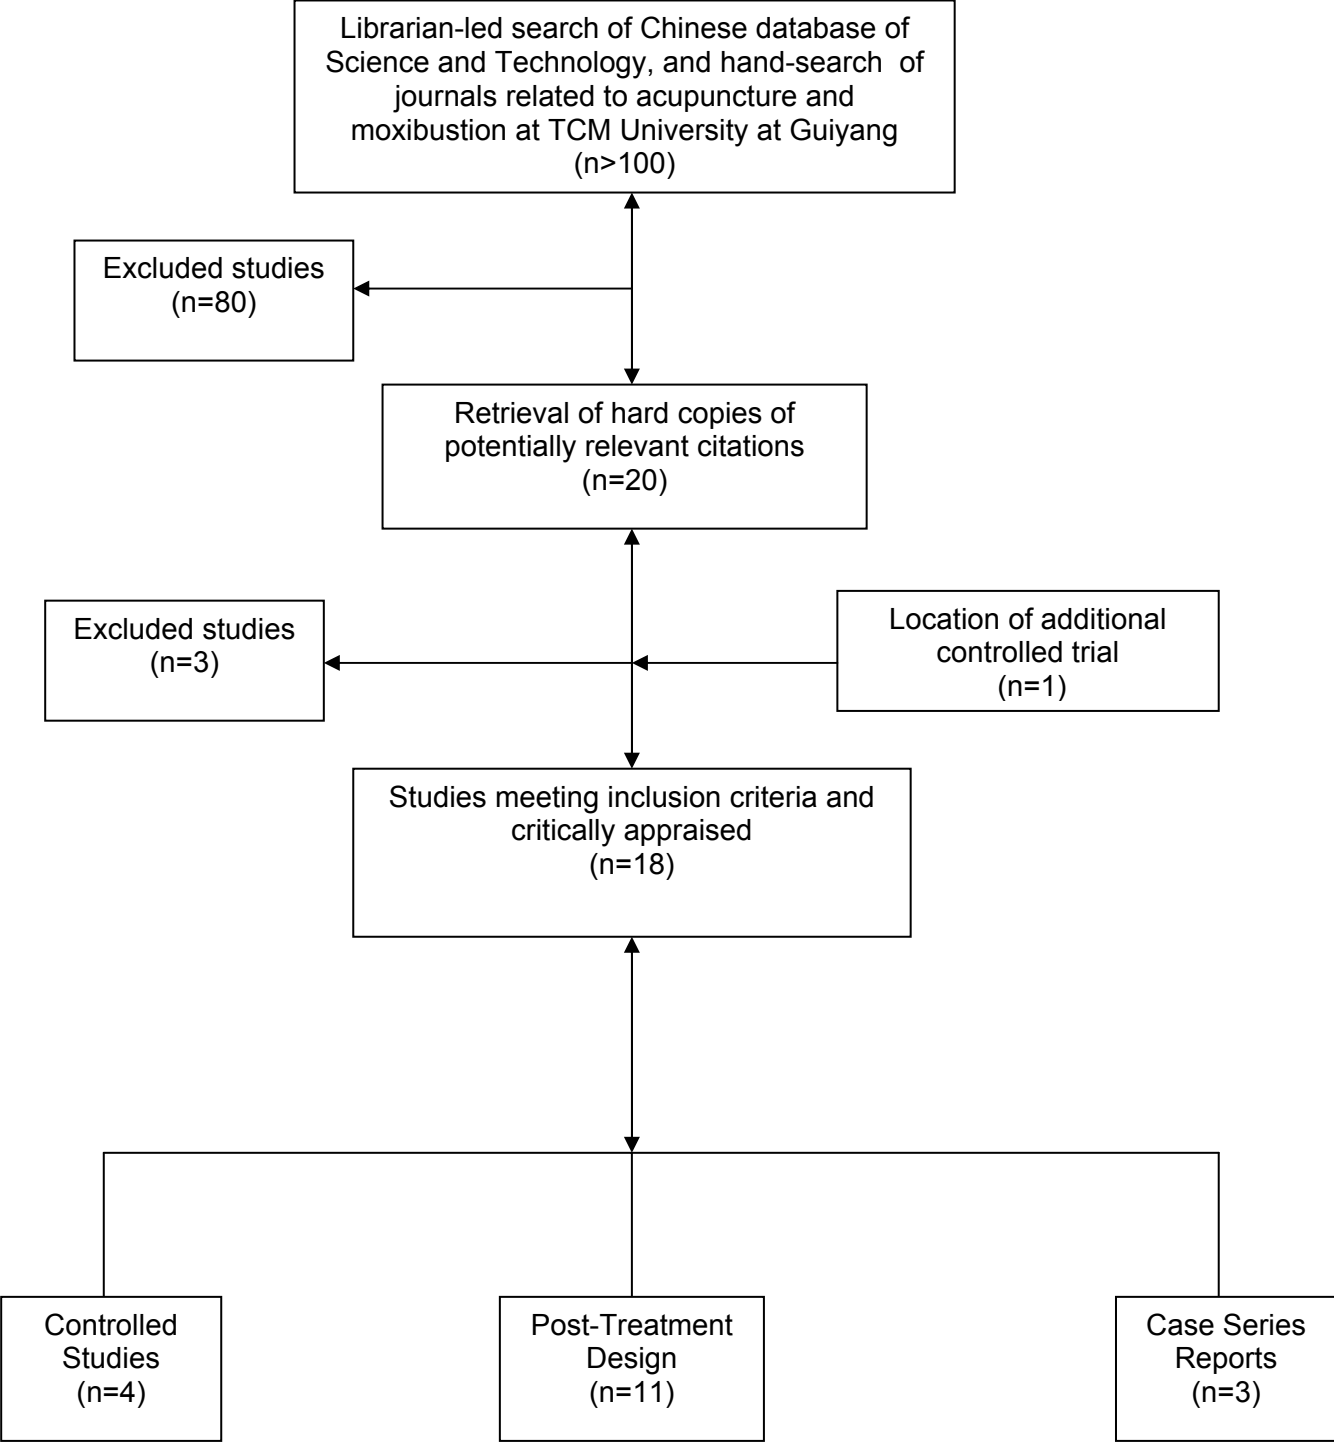 Librarian-led search of Chinese database of
Science and Technology, and hand-search of
journals related to acupuncture and
moxibustion at TCM University at Guiyang
(n>100)
Excluded studies
(n=80)
Retrieval of hard copies of
potentially relevant citations
(n=20)
Excluded studies
(n=3)
Location of additional
controlled trial
(n=1)
Studies meeting inclusion criteria and
critically appraised
(n=18)
Controlled
Studies
(n=4)
Post-Treatment
Design
(n=11)
Case Series
Reports
(n=3)